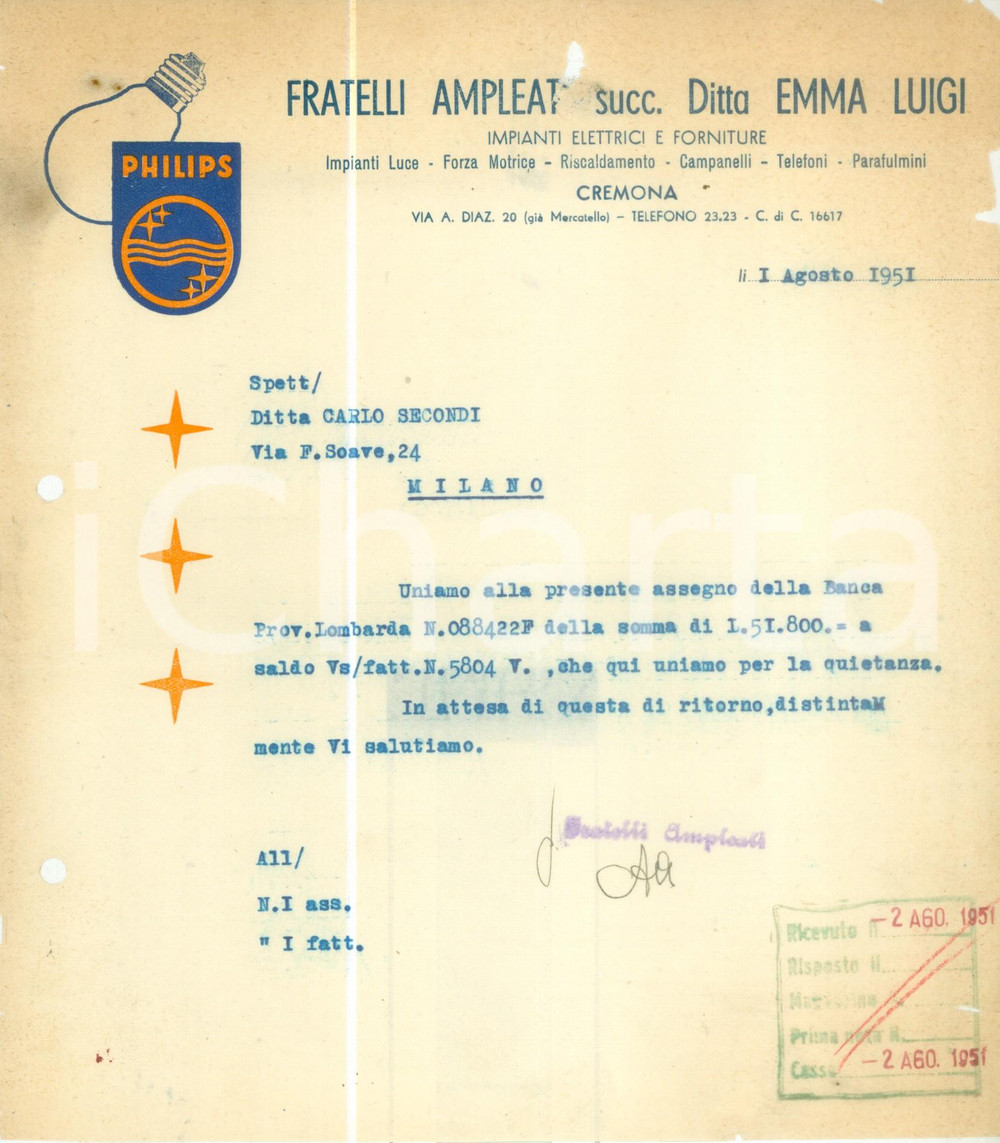 PHILIPS
FRATELLI AMPLEAT succ. Ditta EMMA LUIGI
IMPIANTI ELETTRICI E FORNITURE
Impianti Luce - Forza Motrice - Riscaldamento - Campanelli - Telefoni - Parafulmini
CREMONA
VIA A. DIAZ. 20 (già Mercatello) - TELEFONO 23.23 - C. di C. 16617
li I Agosto 1951
Spett/
Ditta CARLO SECONDI
Via F.Soave,24
MILANO
Uniamo alla presente assegno della Banca
Prov.Lombarda N.088422F della somma di L.5I.800.= a
saldo Vs/fatt.N.5804 V. ,che qui uniamo per la quietanza.
In attesa di questa di ritorno,distintaM
mente Vi salutiamo.
Fratelli Ampleati
All/
N.I ass.
" I fatt.
Ricevuto il -2 AGO. 1951
Risposto il
Prima nota N.
Cassa -2 AGO. 1951
iCharta